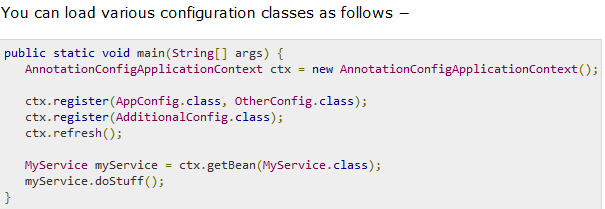 You can load various configuration classes as follows −
public static void main(String[] args) {
   AnnotationConfigApplicationContext ctx = new AnnotationConfigApplicationContext();

   ctx.register(AppConfig.class, OtherConfig.class);
   ctx.register(AdditionalConfig.class);
   ctx.refresh();

   MyService myService = ctx.getBean(MyService.class);
   myService.doStuff();
}